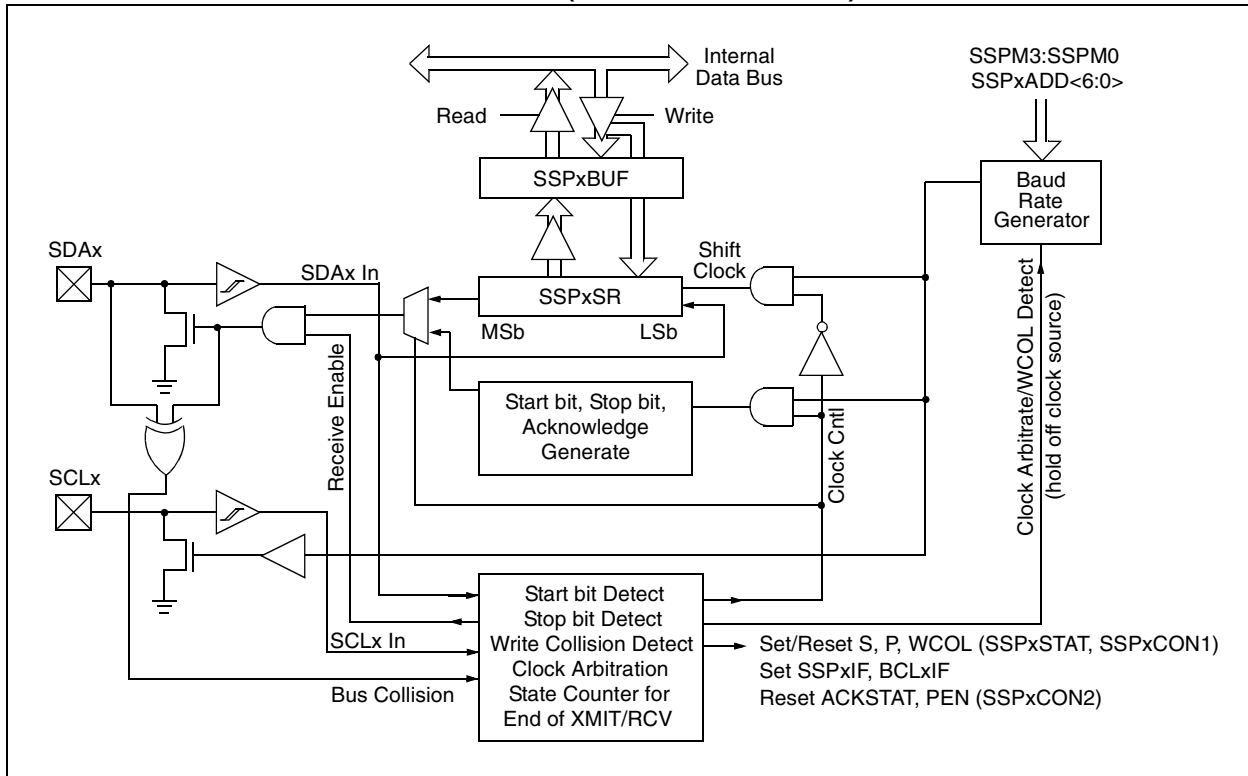 Internal
Data Bus
SSPM3:SSPM0
SSPxADD<6:0>
Read
Write
SSPxBUF
Baud
Rate
Generator
SDAx
SDAx In
Shift
Clock
SSPxSR
MSb
LSb
Receive Enable
Start bit, Stop bit,
Acknowledge
Generate
Clock Cntl
Clock Arbitrate/WCOL Detect
(hold off clock source)
SCLx
SCLx In
Bus Collision
Start bit Detect
Stop bit Detect
Write Collision Detect
Clock Arbitration
State Counter for
End of XMIT/RCV
Set/Reset S, P, WCOL (SSPxSTAT, SSPxCON1)
Set SSPxIF, BCLxIF
Reset ACKSTAT, PEN (SSPxCON2)